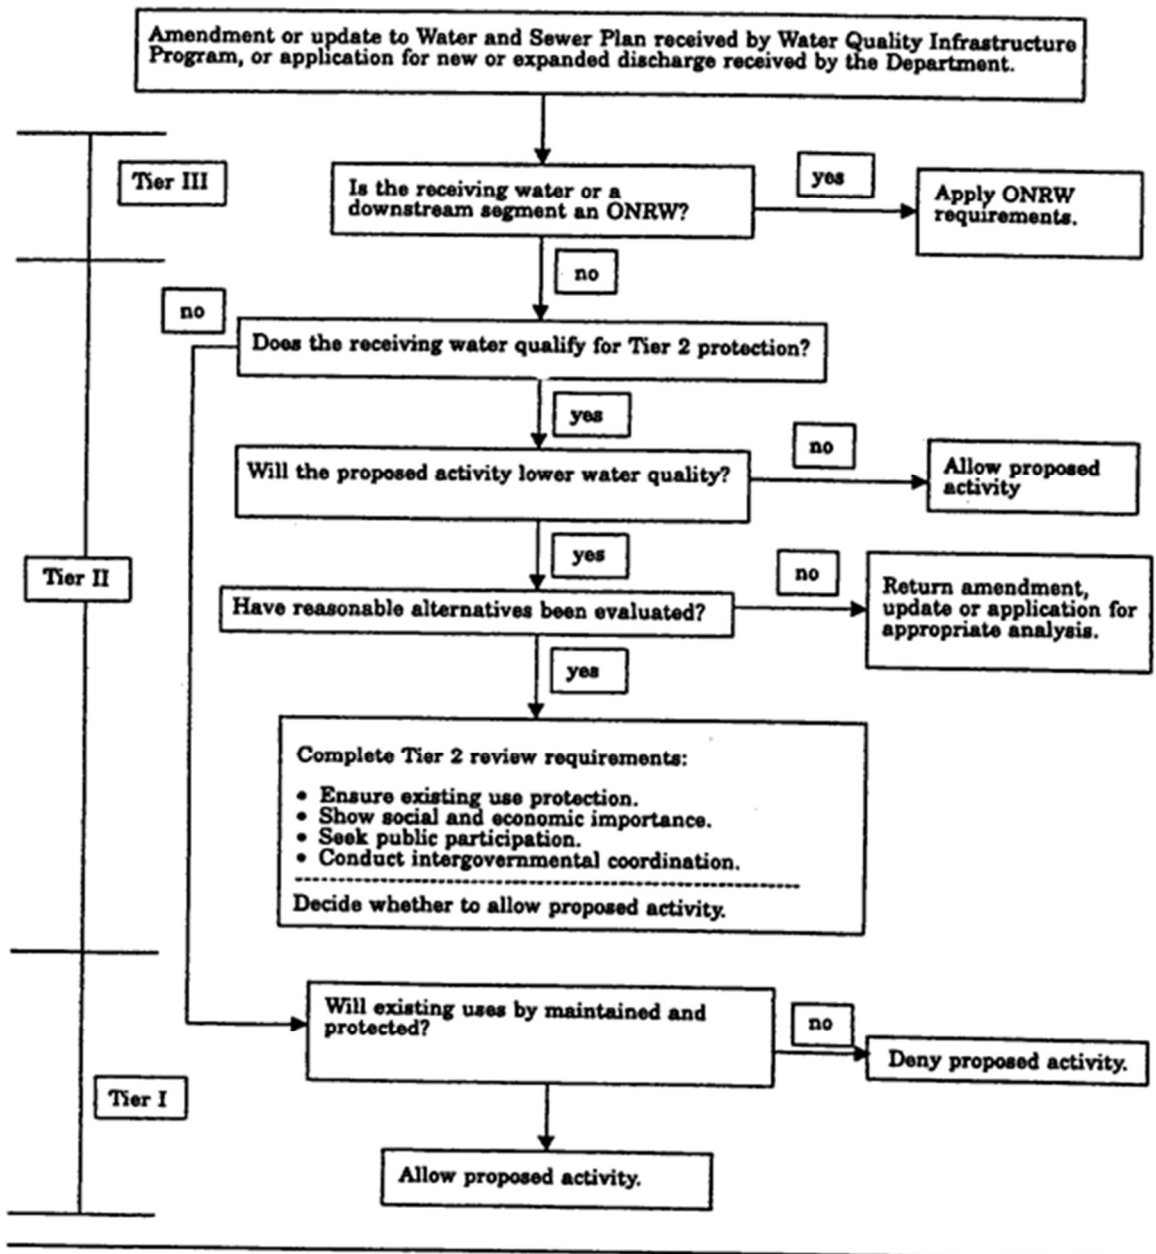 Amendment or update to Water and Sewer Plan received by Water Quality Infrastructure
Program, or application for new or expanded discharge received by the Department.
Tier III
Is the receiving water or a
downstream segment an ONRW?
yes
Apply ONRW
requirements.
no
no
Does the receiving water qualify for Tier 2 protection?
yes
Will the proposed activity lower water quality?
no
Allow proposed
activity
Tier II
yes
Have reasonable alternatives been evaluated?
no
Return amendment,
update or application for
appropriate analysis.
yes
Complete Tier 2 review requirements:
• Ensure existing use protection.
• Show social and economic importance.
• Seek public participation.
• Conduct intergovernmental coordination.
Decide whether to allow proposed activity.
Will existing uses by maintained and
protected?
no
Deny proposed activity.
Tier I
Allow proposed activity.